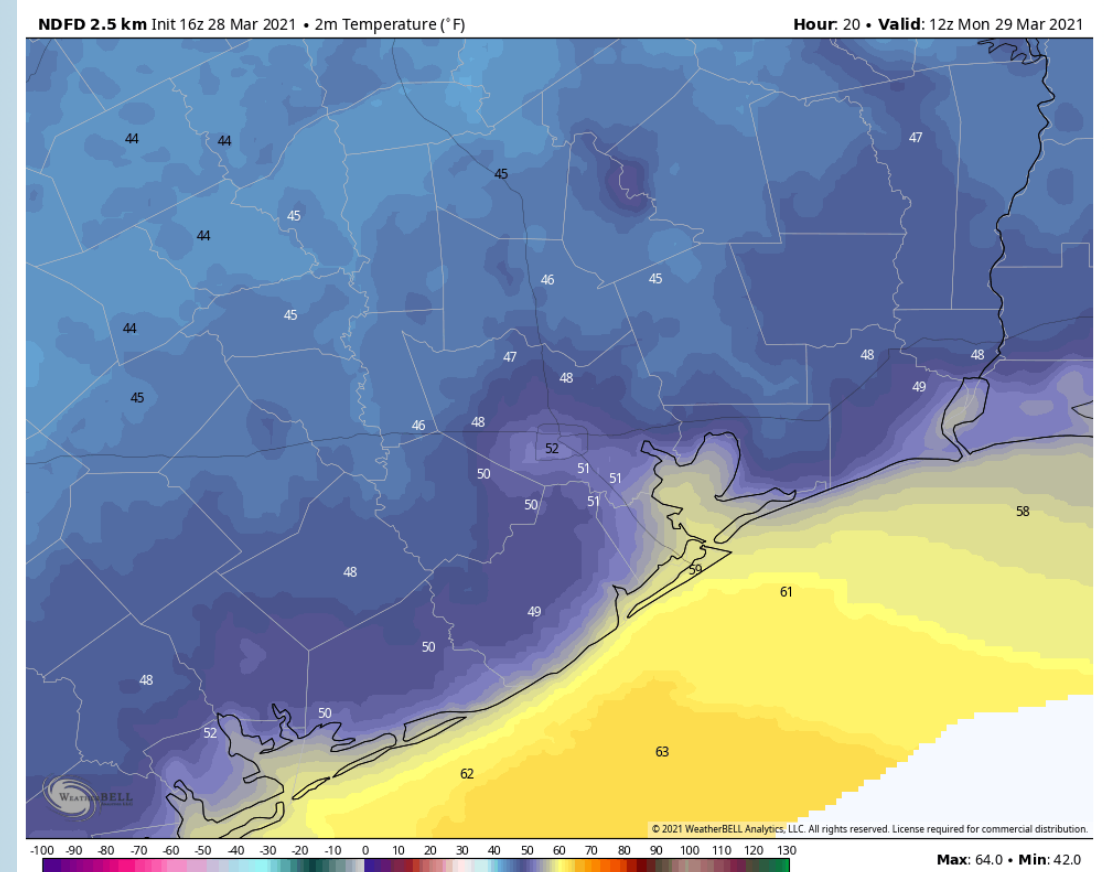 NDFD 2.5 km Init 16z 28 Mar 2021 • 2m Temperature (°F)
Hour: 20 • Valid: 12z Mon 29 Mar 2021
44 44 47
45
45
44
46 45
45
44
47 48 48
48 49
45
46 48
52
50 51 51
50 51
58
59
48 61
49
50
48
50
52
63
62
WEATHERBELL
© 2021 WeatherBELL Analytics, LLC. All rights reserved. License required for commercial distribution.
-100 -90 -80 -70 -60 -50 -40 -30 -20 -10 0 10 20 30 40 50 60 70 80 90 100 110 120 130
Max: 64.0 • Min: 42.0